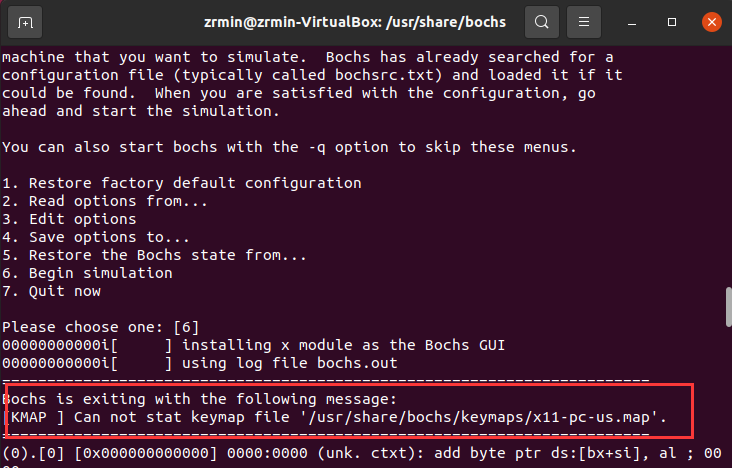 zrmin@zrmin-VirtualBox: /usr/share/bochs
machine that you want to simulate.  Bochs has already searched for a
configuration file (typically called bochsrc.txt) and loaded it if it
could be found.  When you are satisfied with the configuration, go
ahead and start the simulation.
You can also start bochs with the -q option to skip these menus.
1. Restore factory default configuration
2. Read options from...
3. Edit options
4. Save options to...
5. Restore the Bochs state from...
6. Begin simulation
7. Quit now
Please choose one: [6]
00000000000i[      ] installing x module as the Bochs GUI
00000000000i[      ] using log file bochs.out
========================================================================
Bochs is exiting with the following message:
[KMAP ] Can not stat keymap file '/usr/share/bochs/keymaps/x11-pc-us.map'.
========================================================================
(0).[0] [0x000000000000] 0000:0000 (unk. ctxt): add byte ptr ds:[bx+si], al ; 00